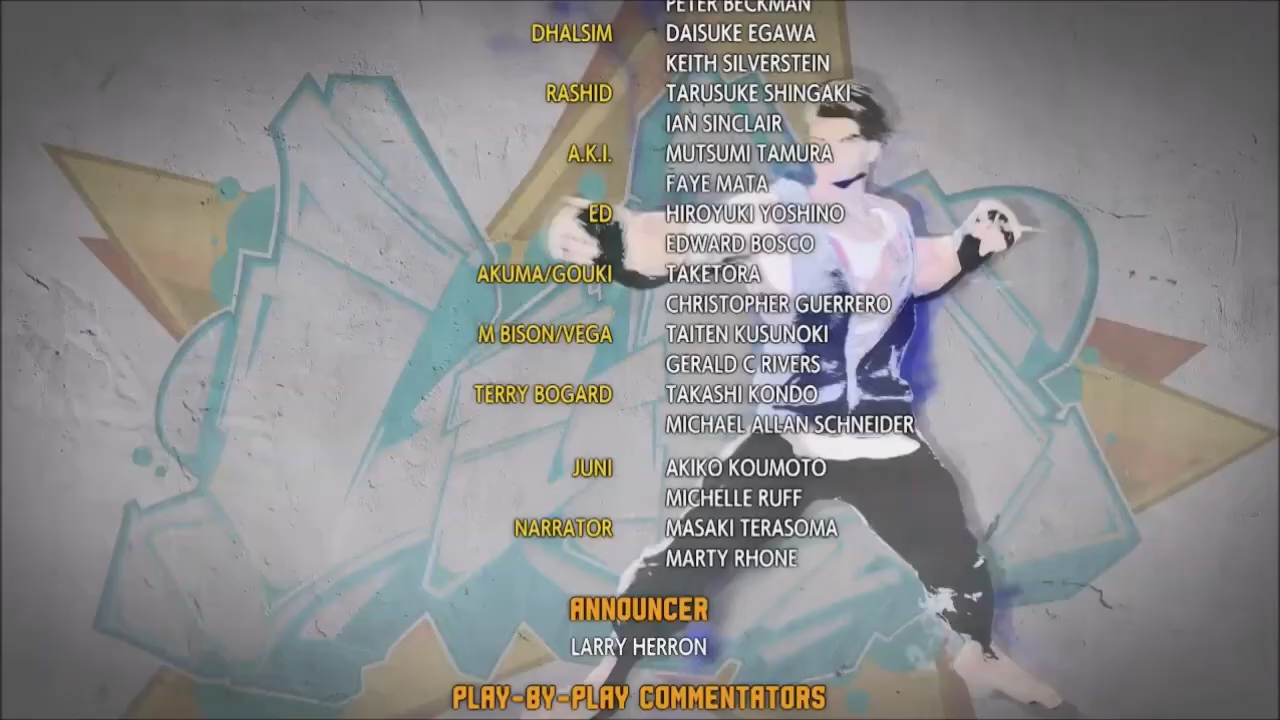 PETER BECKMAN
DHALSIM DAISUKE EGAWA
KEITH SILVERSTEIN
RASHID TARUSUKE SHINGAKI
IAN SINCLAIR
A.K.I. MUTSUMI TAMURA
FAYE MATA
ED HIROYUKI YOSHINO
EDWARD BOSCO
AKUMA/GOUKI TAKETORA
CHRISTOPHER GUERRERO
M BISON/VEGA TAITEN KUSUNOKI
GERALD C RIVERS
TERRY BOGARD TAKASHI KONDO
MICHAEL ALLAN SCHNEIDER
JUNI AKIKO KOUMOTO
MICHELLE RUFF
NARRATOR MASAKI TERASOMA
MARTY RHONE
ANNOUNCER
LARRY HERRON
PLAY-BY-PLAY COMMENTATORS